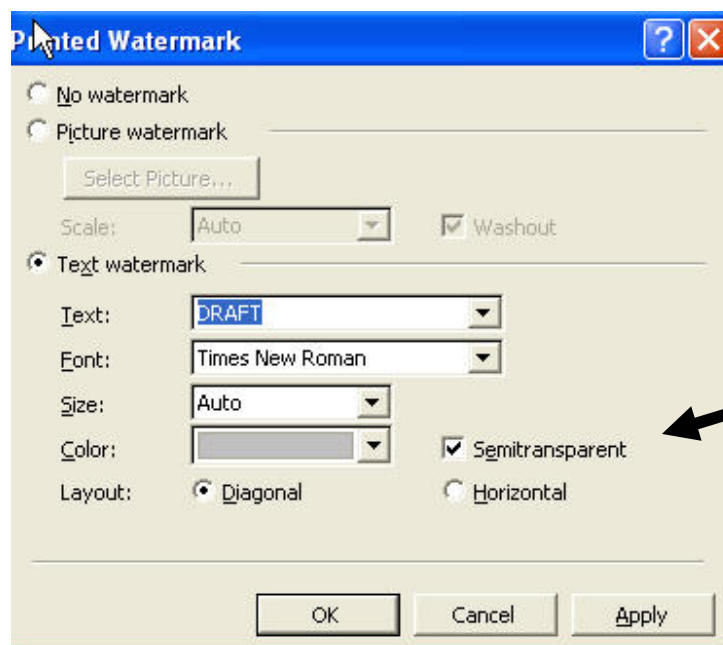 Printed Watermark
No watermark
Picture watermark
Select Picture...
Scale: Auto Washout
Text watermark
Text: DRAFT
Font: Times New Roman
Size: Auto
Color: Semitransparent
Layout: Diagonal Horizontal
OK Cancel Apply